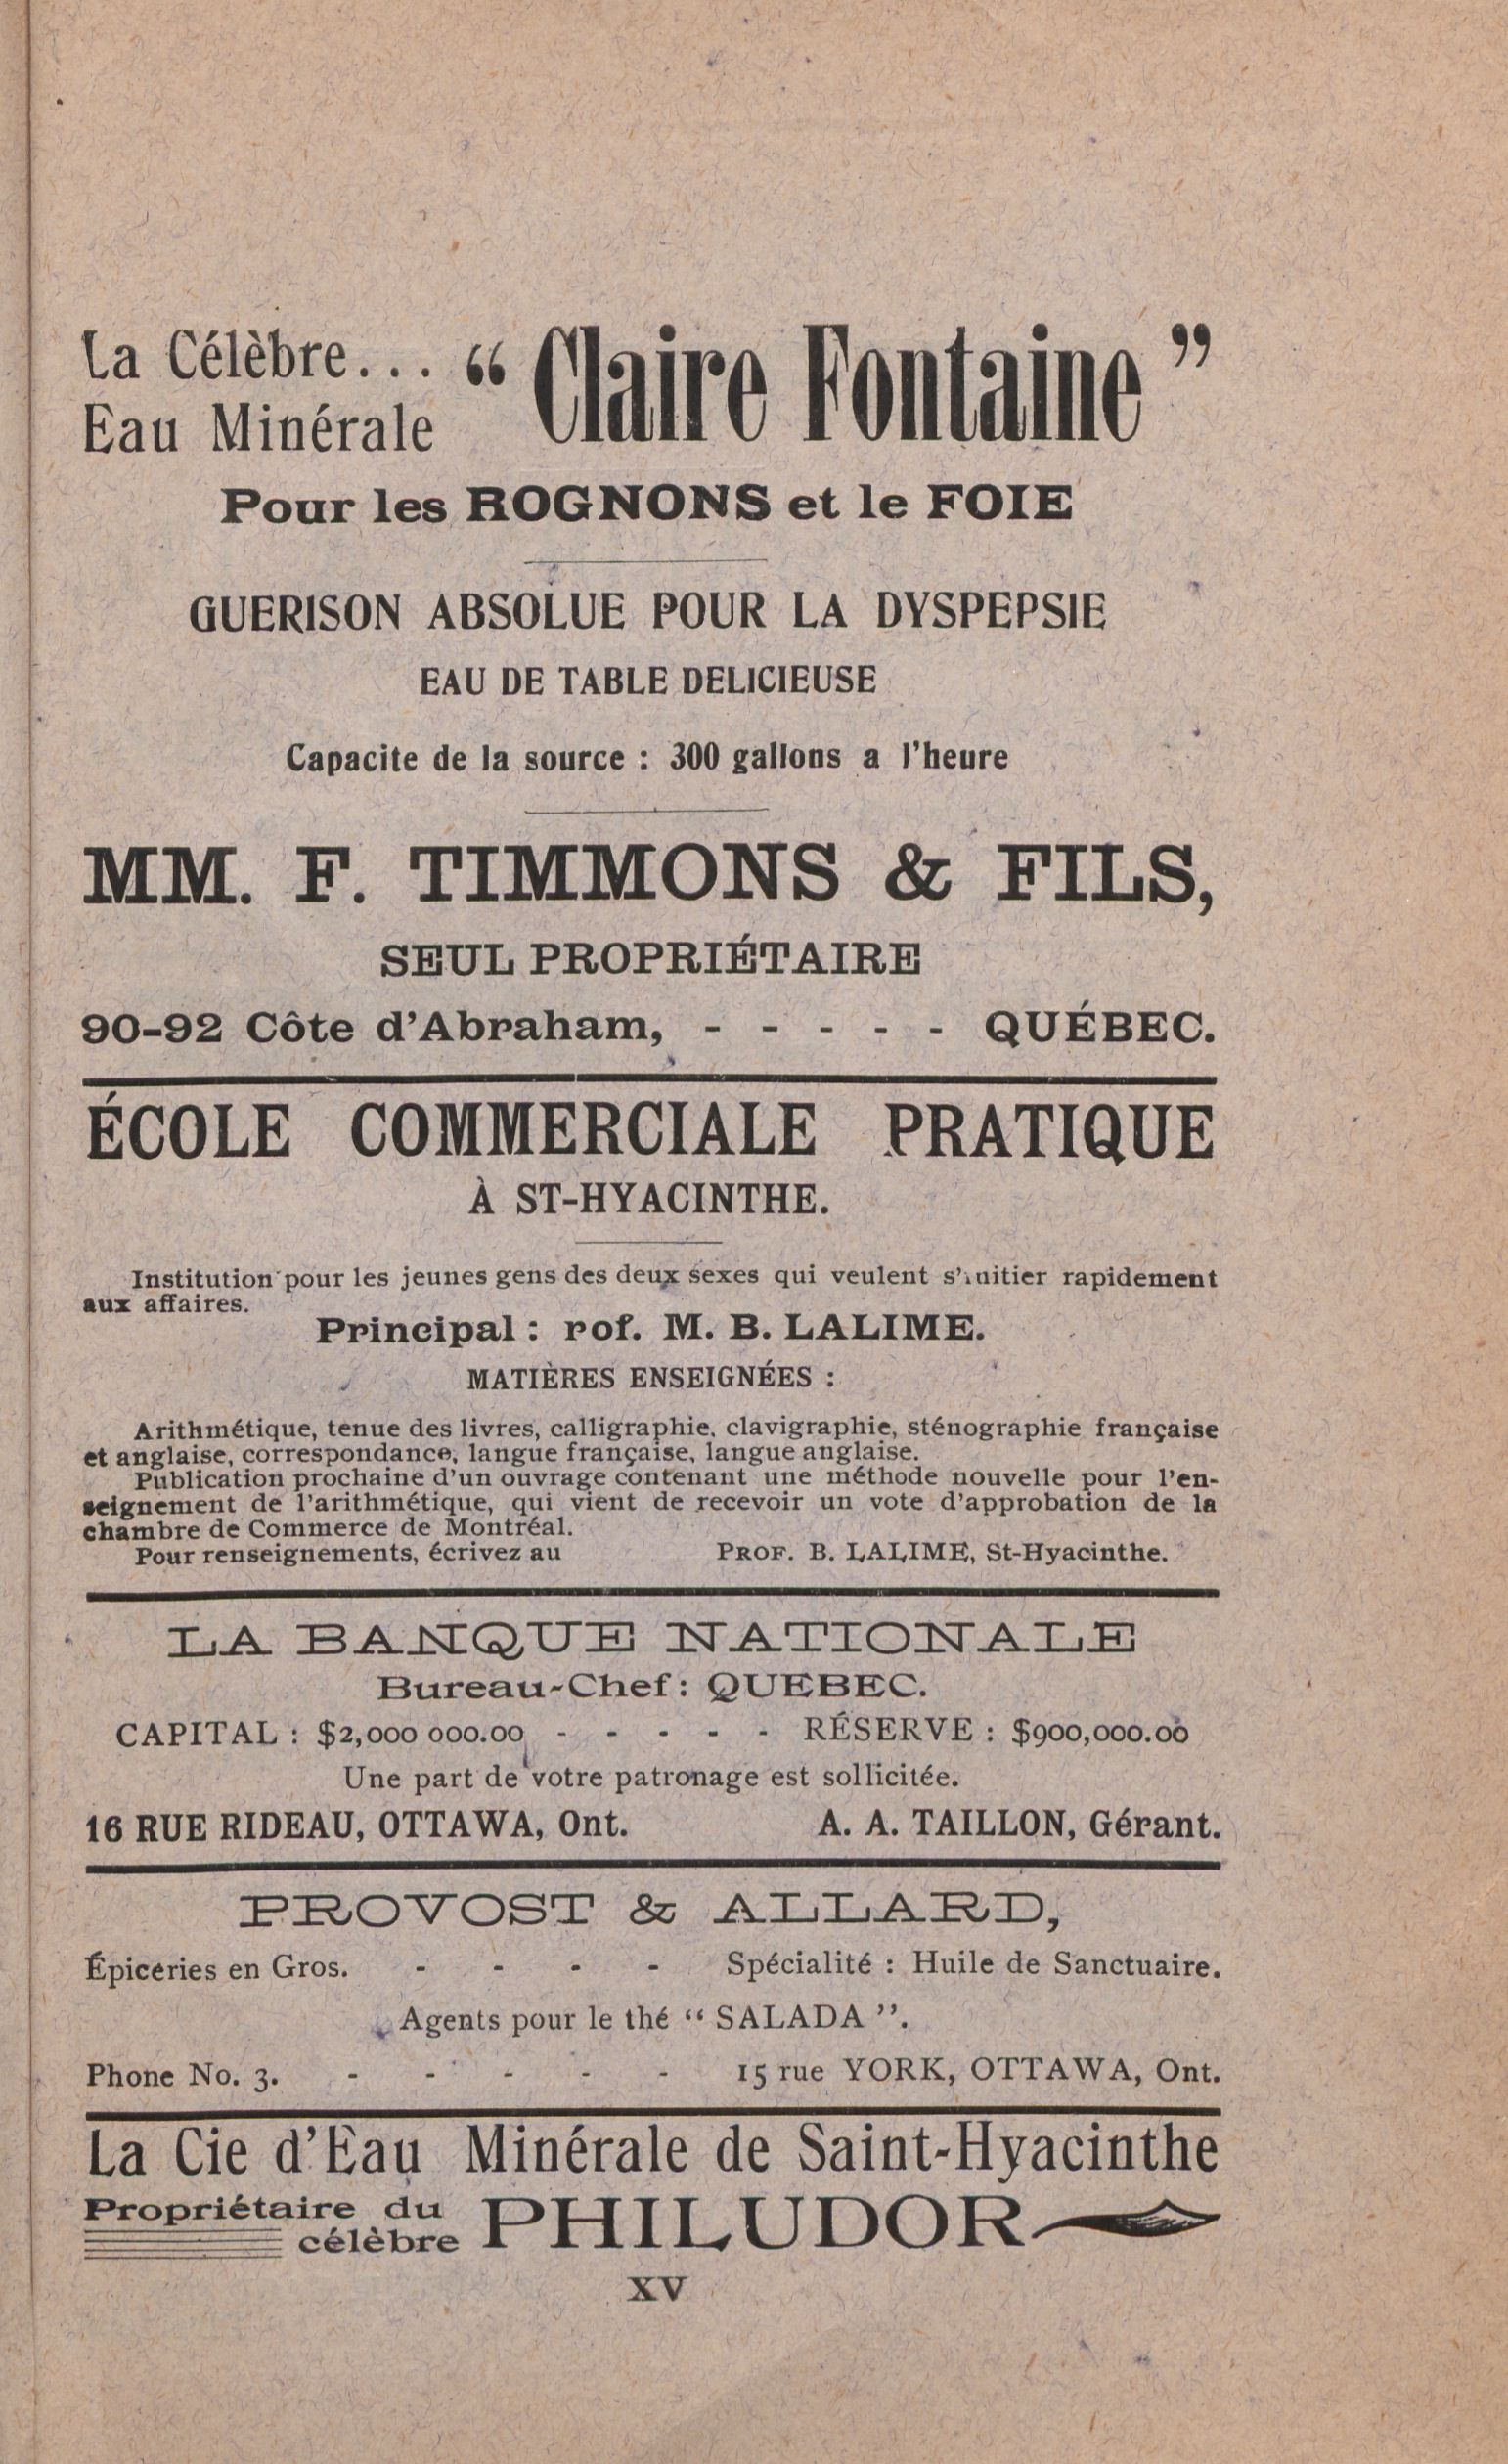 La Célèbre... “Claire Fontaine”
Eau Minérale
Pour les ROGNONS et le FOIE
GUERISON ABSOLUE POUR LA DYSPEPSIE
EAU DE TABLE DELICIEUSE
Capacite de la source : 300 gallons a l'heure
MM. F. TIMMONS & FILS,
SEUL PROPRIÉTAIRE
90-92 Côte d'Abraham, - - - - - QUÉBEC.
ÉCOLE COMMERCIALE PRATIQUE
À ST-HYACINTHE.
Institution pour les jeunes gens des deux sexes qui veulent s'initier rapidement
aux affaires.
Principal : rof. M. B. LALIME.
MATIÈRES ENSEIGNÉES :
Arithmétique, tenue des livres, calligraphie, clavigraphie, sténographie française
et anglaise, correspondance, langue française, langue anglaise.
Publication prochaine d'un ouvrage contenant une méthode nouvelle pour l'en-
seignement de l'arithmétique, qui vient de recevoir un vote d'approbation de la
chambre de Commerce de Montréal.
Pour renseignements, écrivez au PROF. B. LALIME, St-Hyacinthe.
LA BANQUE NATIONALE
Bureau-Chef: QUEBEC.
CAPITAL : $2,000 000.00 - - - - - RÉSERVE : $900,000.00
Une part de votre patronage est sollicitée.
16 RUE RIDEAU, OTTAWA, Ont. A. A. TAILLON, Gérant.
PROVOST & ALLARD,
Épiceries en Gros. - - - - Spécialité : Huile de Sanctuaire.
Agents pour le thé “ SALADA ”.
Phone No. 3. - - - - - 15 rue YORK, OTTAWA, Ont.
La Cie d'Eau Minérale de Saint-Hyacinthe
Propriétaire du
célèbre PHILUDOR
XV